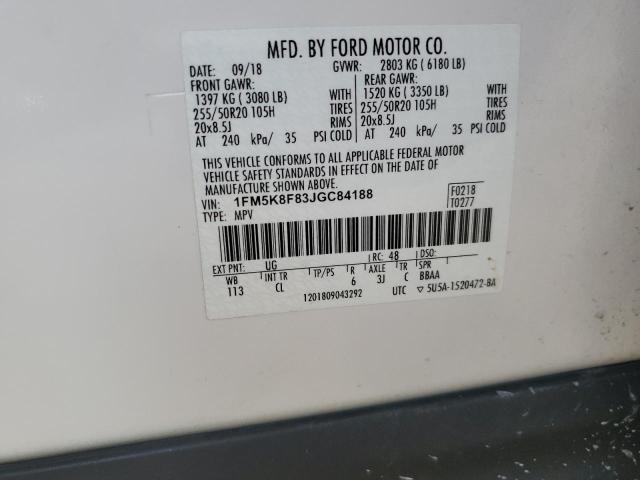 MFD. BY FORD MOTOR CO.
DATE 09/18 GVWR: 2803 KG ( 6180 LB)
FRONT GAWR: REAR GAWR:
1397 KG ( 3080 LB) WITH 1520 KG ( 3350 LB) WITH
255/50R20 105H TIRES 255/50R20 105H TIRES
20x8.5J RIMS 20x8.5J RIMS
AT 240 kPa/ 35 PSI COLD AT 240 kPa/ 35 PSI COLD
THIS VEHICLE CONFORMS TO ALL APPLICABLE FEDERAL MOTOR
VEHICLE SAFETY STANDARDS IN EFFECT ON THE DATE OF
MANUFACTURE SHOWN ABOVE.
VIN: 1FM5K8F83JGC84188 F0218
TYPE: MPV T0277
EXT PNT: UG RC: 48 DSO:
WB INT TR TP/PS R AXLE TR SPR
113 CL 6 3J C BBAA
1201809043292 UTC ▽ 5U5A-1520472-BA